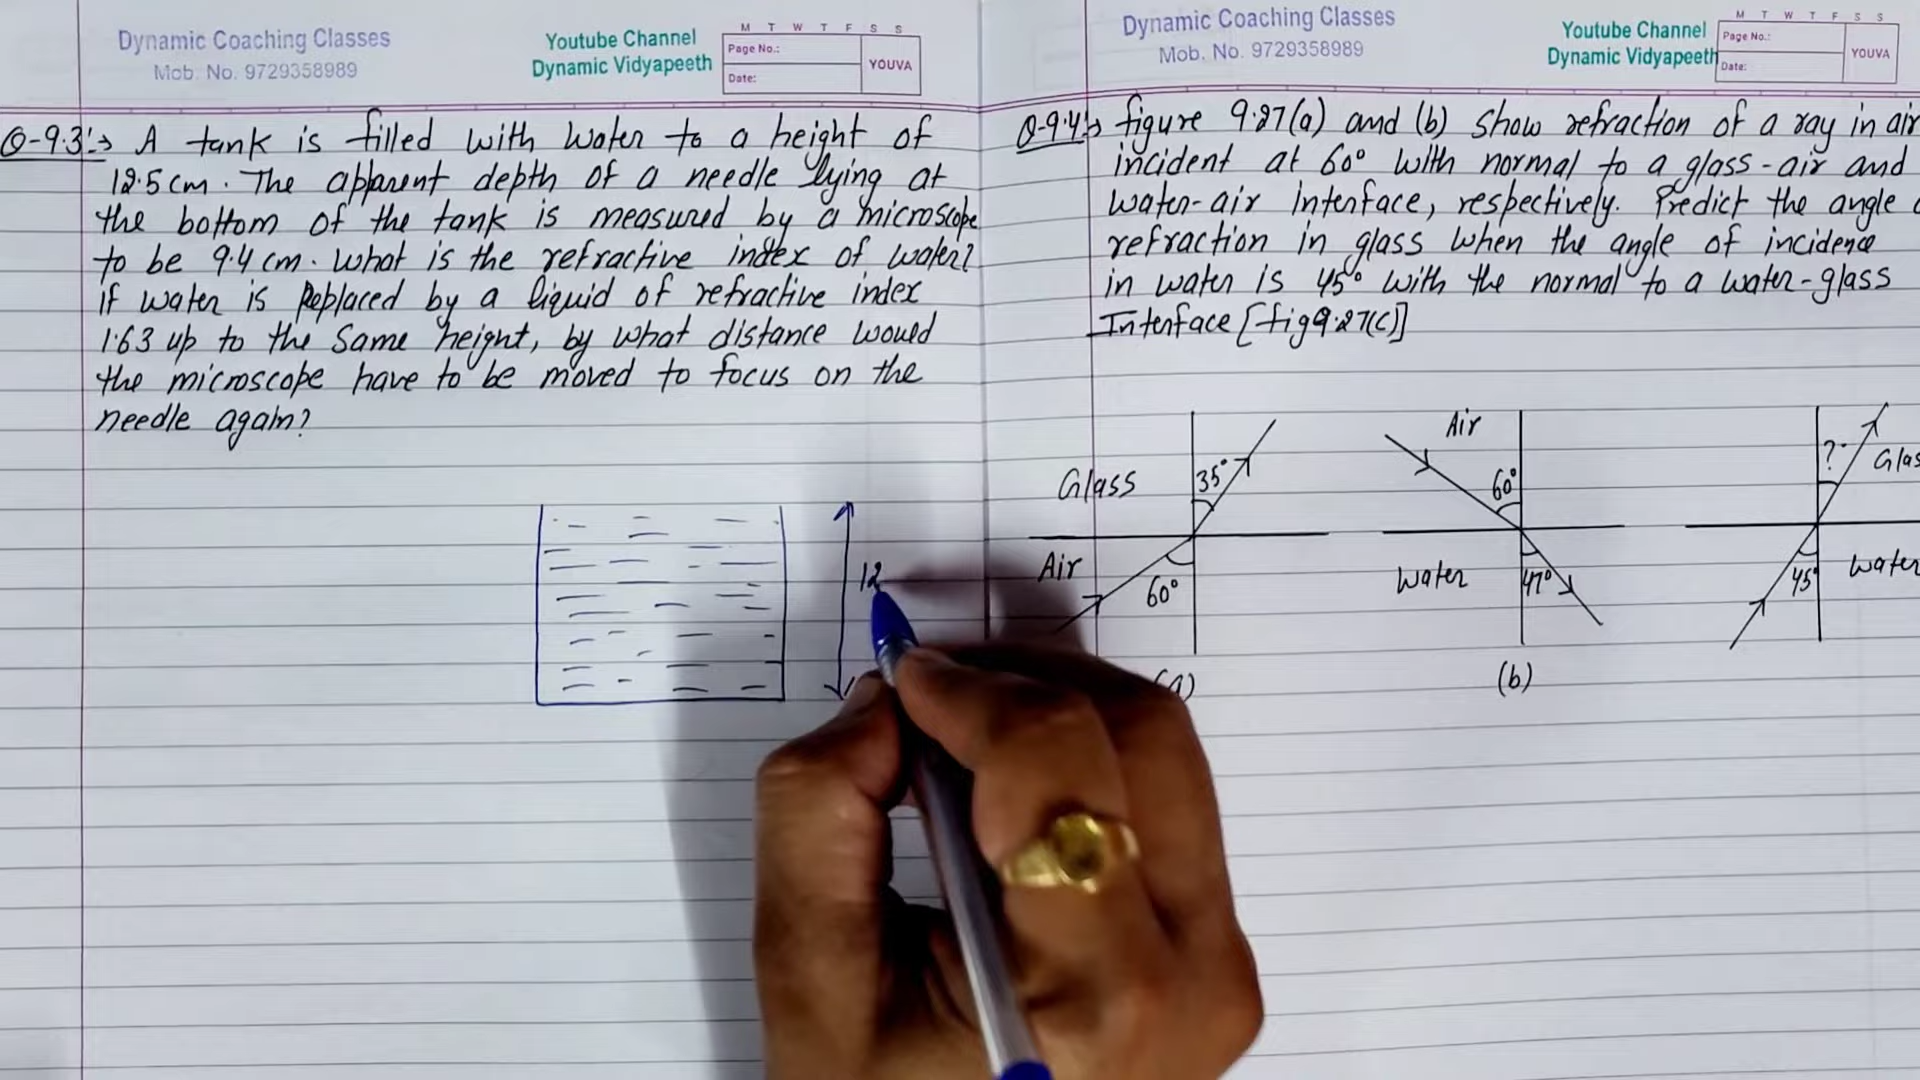 Dynamic Coaching Classes
Mob. No. 9729358989
Youtube Channel
Dynamic Vidyapeeth
M T W T F S S
Page No.:
Date:
YOUVA
Q-9.3:→ A tank is filled with water to a height of
12.5 cm. The apparent depth of a needle lying at
the bottom of the tank is measured by a microscope
to be 9.4 cm. What is the refractive index of water?
if water is Replaced by a liquid of refractive index
1.63 up to the Same height, by what distance would
the microscope have to be moved to focus on the
needle again?
12
Dynamic Coaching Classes
Mob. No. 9729358989
Youtube Channel
Dynamic Vidyapeeth
M T W T F S S
Page No.:
Date:
YOUVA
Q-9.4:→ figure 9.27(a) and (b) Show refraction of a ray in air
incident at 60° with normal to a glass-air and
water-air interface, respectively. Predict the angle
refraction in glass when the angle of incidence
in water is 45° with the normal to a water-glass
Interface [fig 9.27(c)]
Glass 35°
Air 60°
(a)
Air 60°
Water 47°
(b)
? Glas
45° Water